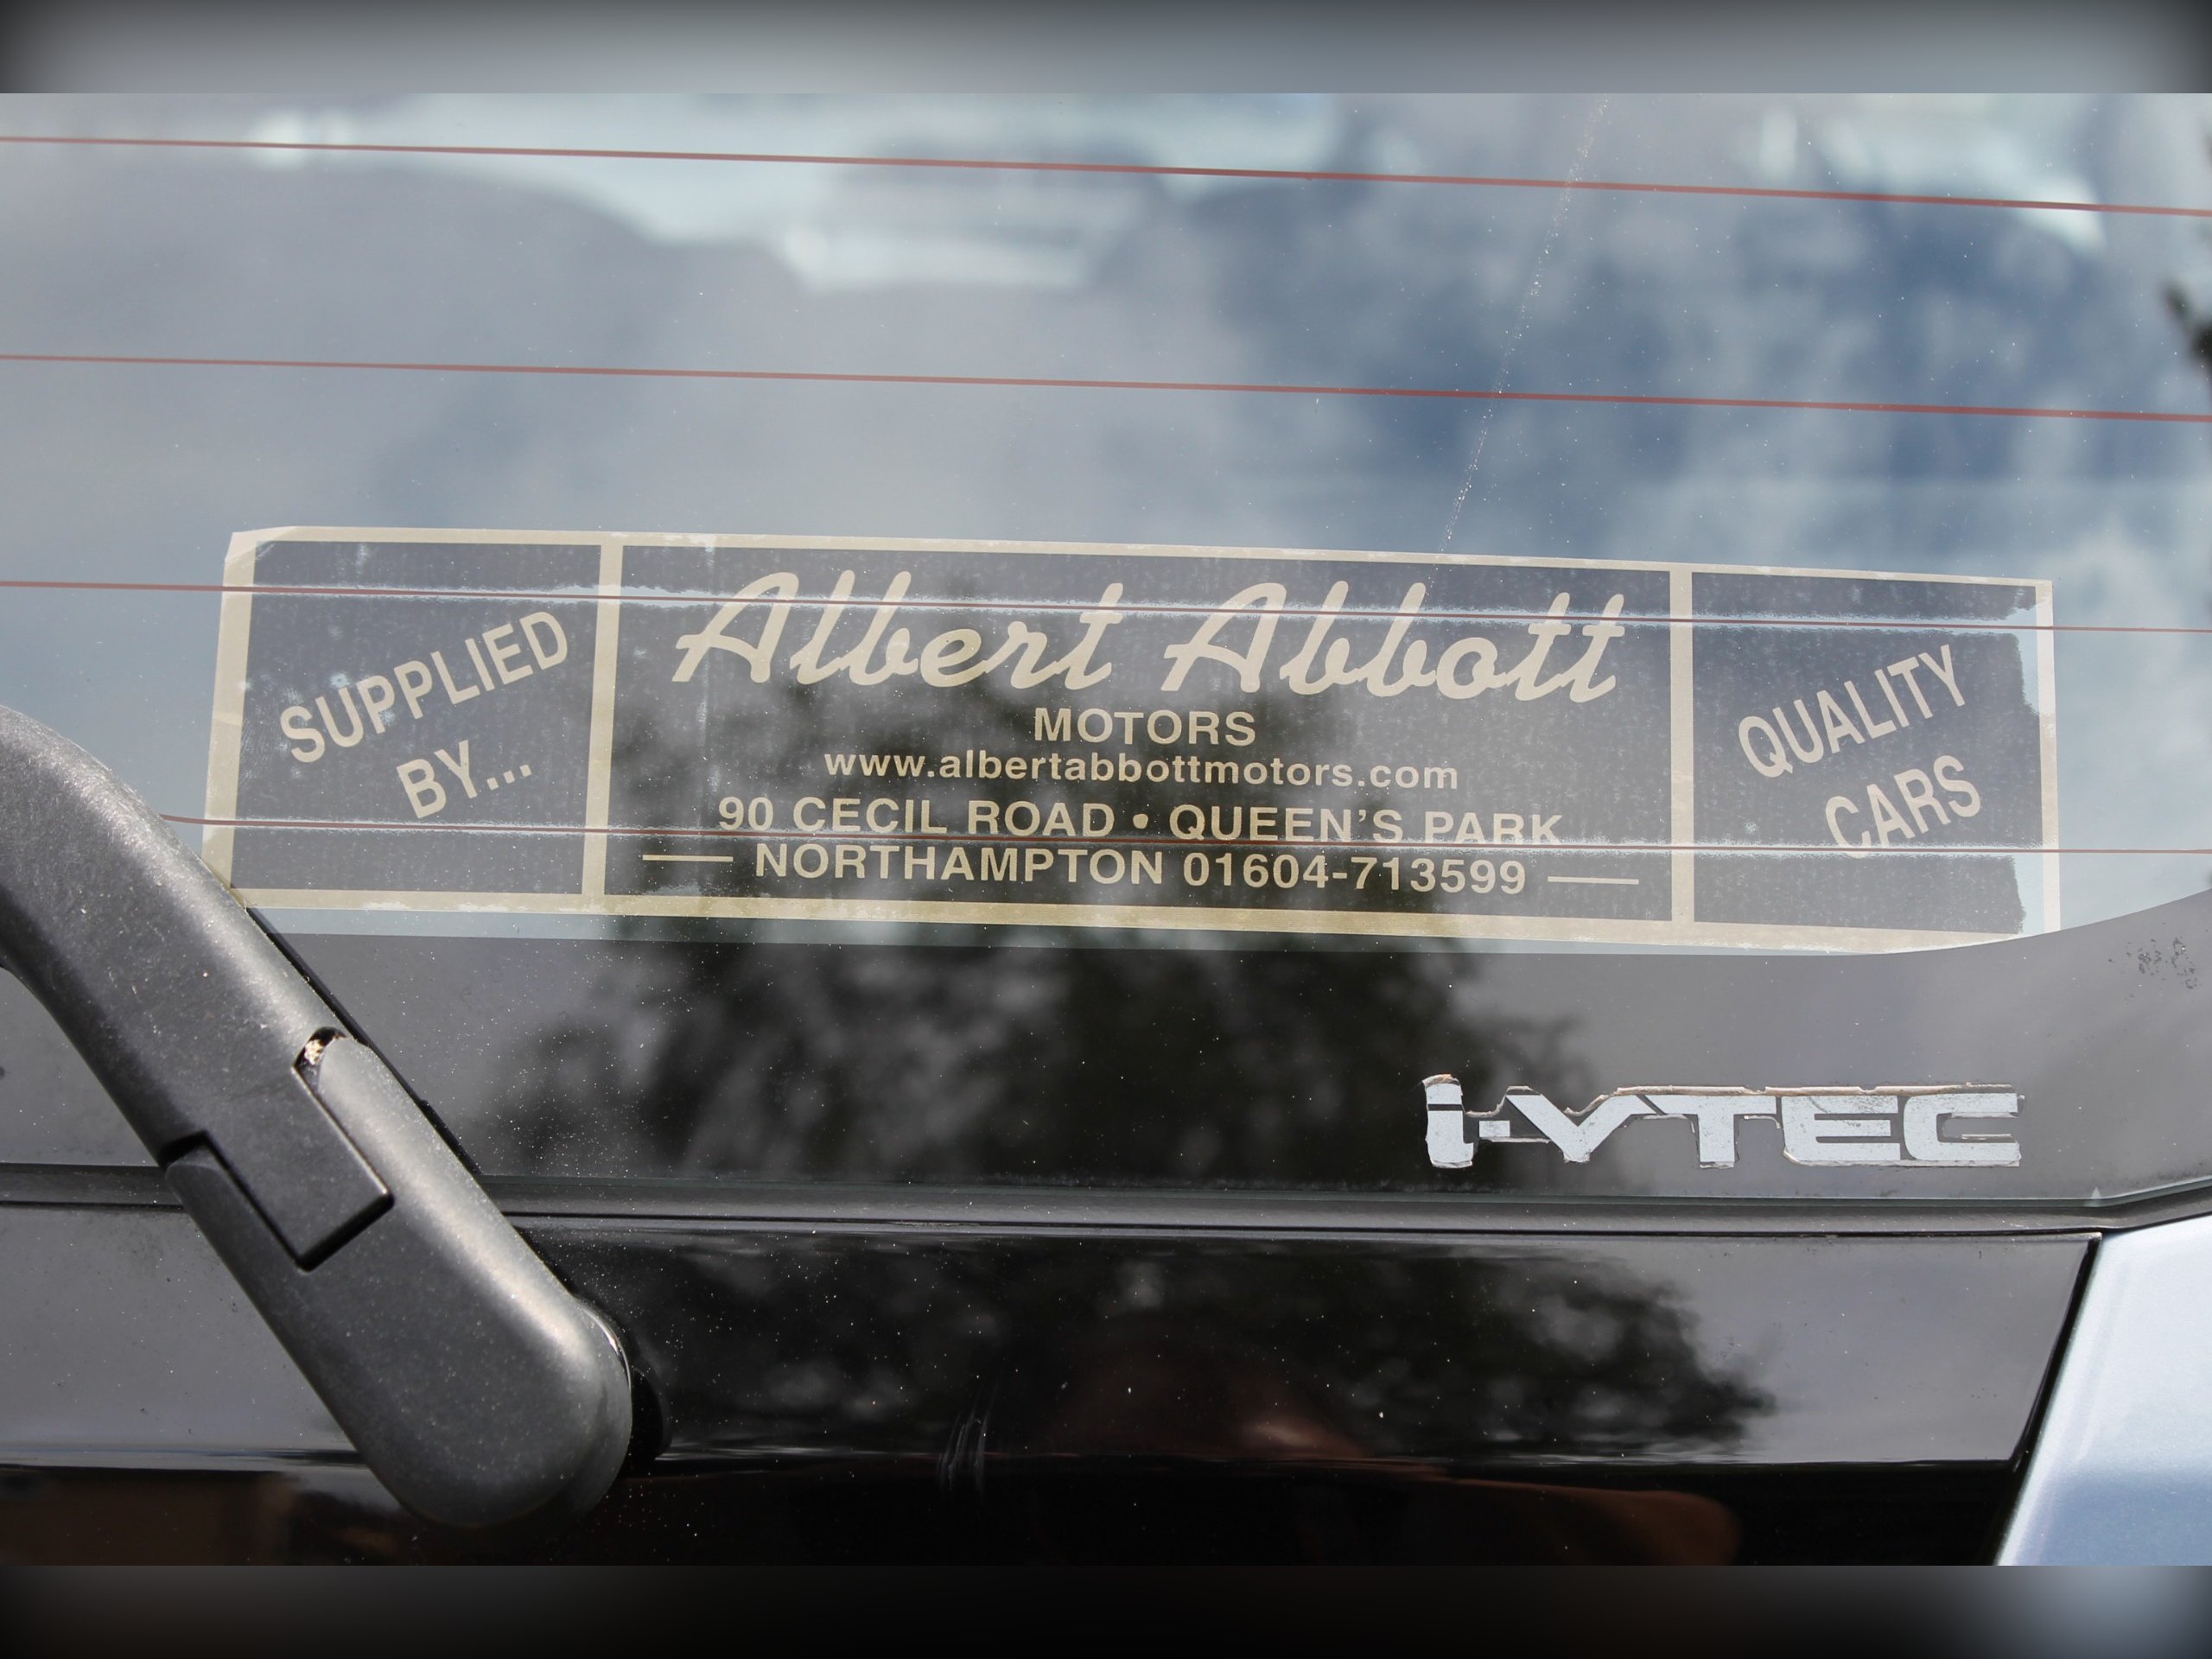 SUPPLIED
BY...
Albert Abbott
MOTORS
www.albertabbottmotors.com
90 CECIL ROAD • QUEEN'S PARK
NORTHAMPTON 01604-713599
QUALITY
CARS
i-VTEC